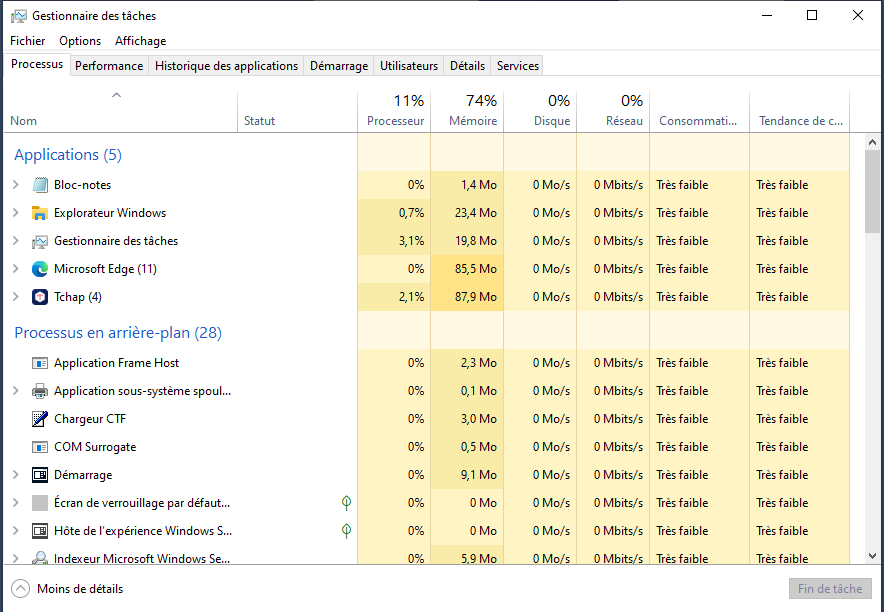 Gestionnaire des tâches
Fichier Options Affichage
Processus Performance Historique des applications Démarrage Utilisateurs Détails Services
11% 74% 0% 0%
Nom Statut Processeur Mémoire Disque Réseau Consommati... Tendance de c...
Applications (5)
Bloc-notes 0% 1,4 Mo 0 Mo/s 0 Mbits/s Très faible Très faible
Explorateur Windows 0,7% 23,4 Mo 0 Mo/s 0 Mbits/s Très faible Très faible
Gestionnaire des tâches 3,1% 19,8 Mo 0 Mo/s 0 Mbits/s Très faible Très faible
Microsoft Edge (11) 0% 85,5 Mo 0 Mo/s 0 Mbits/s Très faible Très faible
Tchap (4) 2,1% 87,9 Mo 0 Mo/s 0 Mbits/s Très faible Très faible
Processus en arrière-plan (28)
Application Frame Host 0% 2,3 Mo 0 Mo/s 0 Mbits/s Très faible Très faible
Application sous-système spoul... 0% 0,1 Mo 0 Mo/s 0 Mbits/s Très faible Très faible
Chargeur CTF 0% 3,0 Mo 0 Mo/s 0 Mbits/s Très faible Très faible
COM Surrogate 0% 0,5 Mo 0 Mo/s 0 Mbits/s Très faible Très faible
Démarrage 0% 9,1 Mo 0 Mo/s 0 Mbits/s Très faible Très faible
Écran de verrouillage par défaut... 0% 0 Mo 0 Mo/s 0 Mbits/s Très faible Très faible
Hôte de l'expérience Windows S... 0% 0 Mo 0 Mo/s 0 Mbits/s Très faible Très faible
Indexeur Microsoft Windows Se... 0% 5,9 Mo 0 Mo/s 0 Mbits/s Très faible Très faible
Moins de détails Fin de tâche